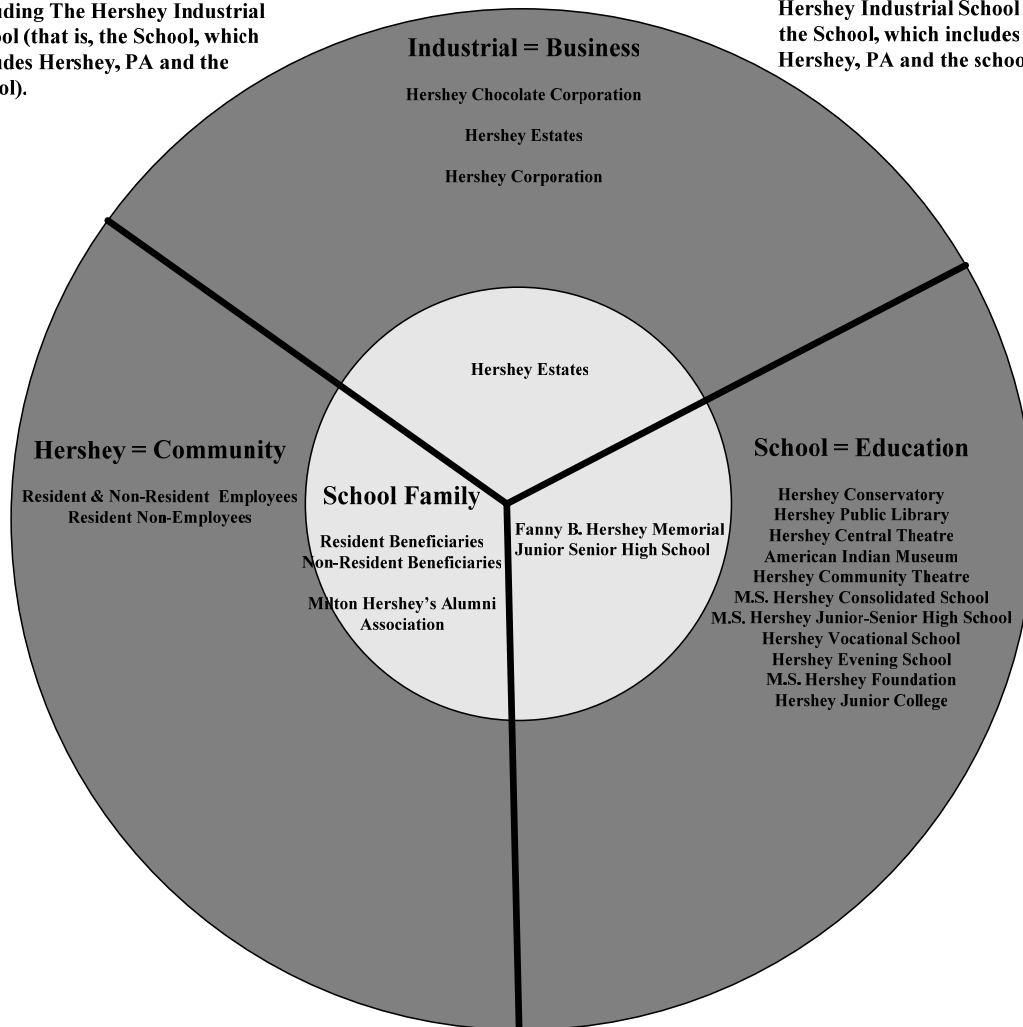 uding The Hershey Industrial
ool (that is, the School, which
udes Hershey, PA and the
ol).
Hershey Industrial School
the School, which includes
Hershey, PA and the schoo
Industrial = Business
Hershey Chocolate Corporation
Hershey Estates
Hershey Corporation
Hershey Estates
Hershey = Community
Resident & Non-Resident Employees
Resident Non-Employees
School Family
Resident Beneficiaries
Non-Resident Beneficiaries
Milton Hershey's Alumni
Association
Fanny B. Hershey Memorial
Junior Senior High School
School = Education
Hershey Conservatory
Hershey Public Library
Hershey Central Theatre
American Indian Museum
Hershey Community Theatre
M.S. Hershey Consolidated School
M.S. Hershey Junior-Senior High School
Hershey Vocational School
Hershey Evening School
M.S. Hershey Foundation
Hershey Junior College